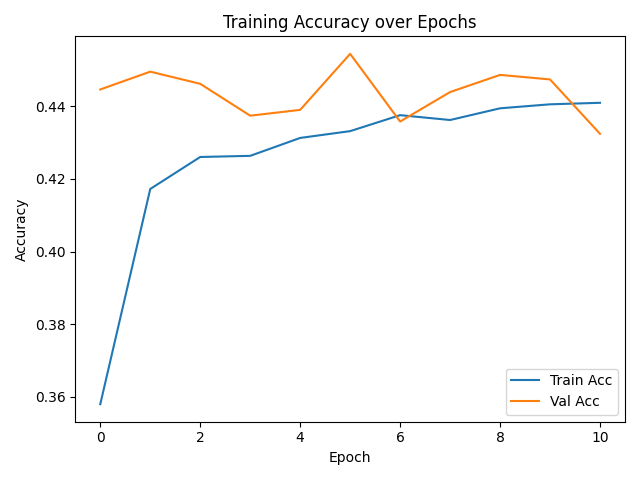 Training Accuracy over Epochs
Accuracy
0.44
0.42
0.40
0.38
0.36
0 2 4 6 8 10
Epoch
Train Acc
Val Acc